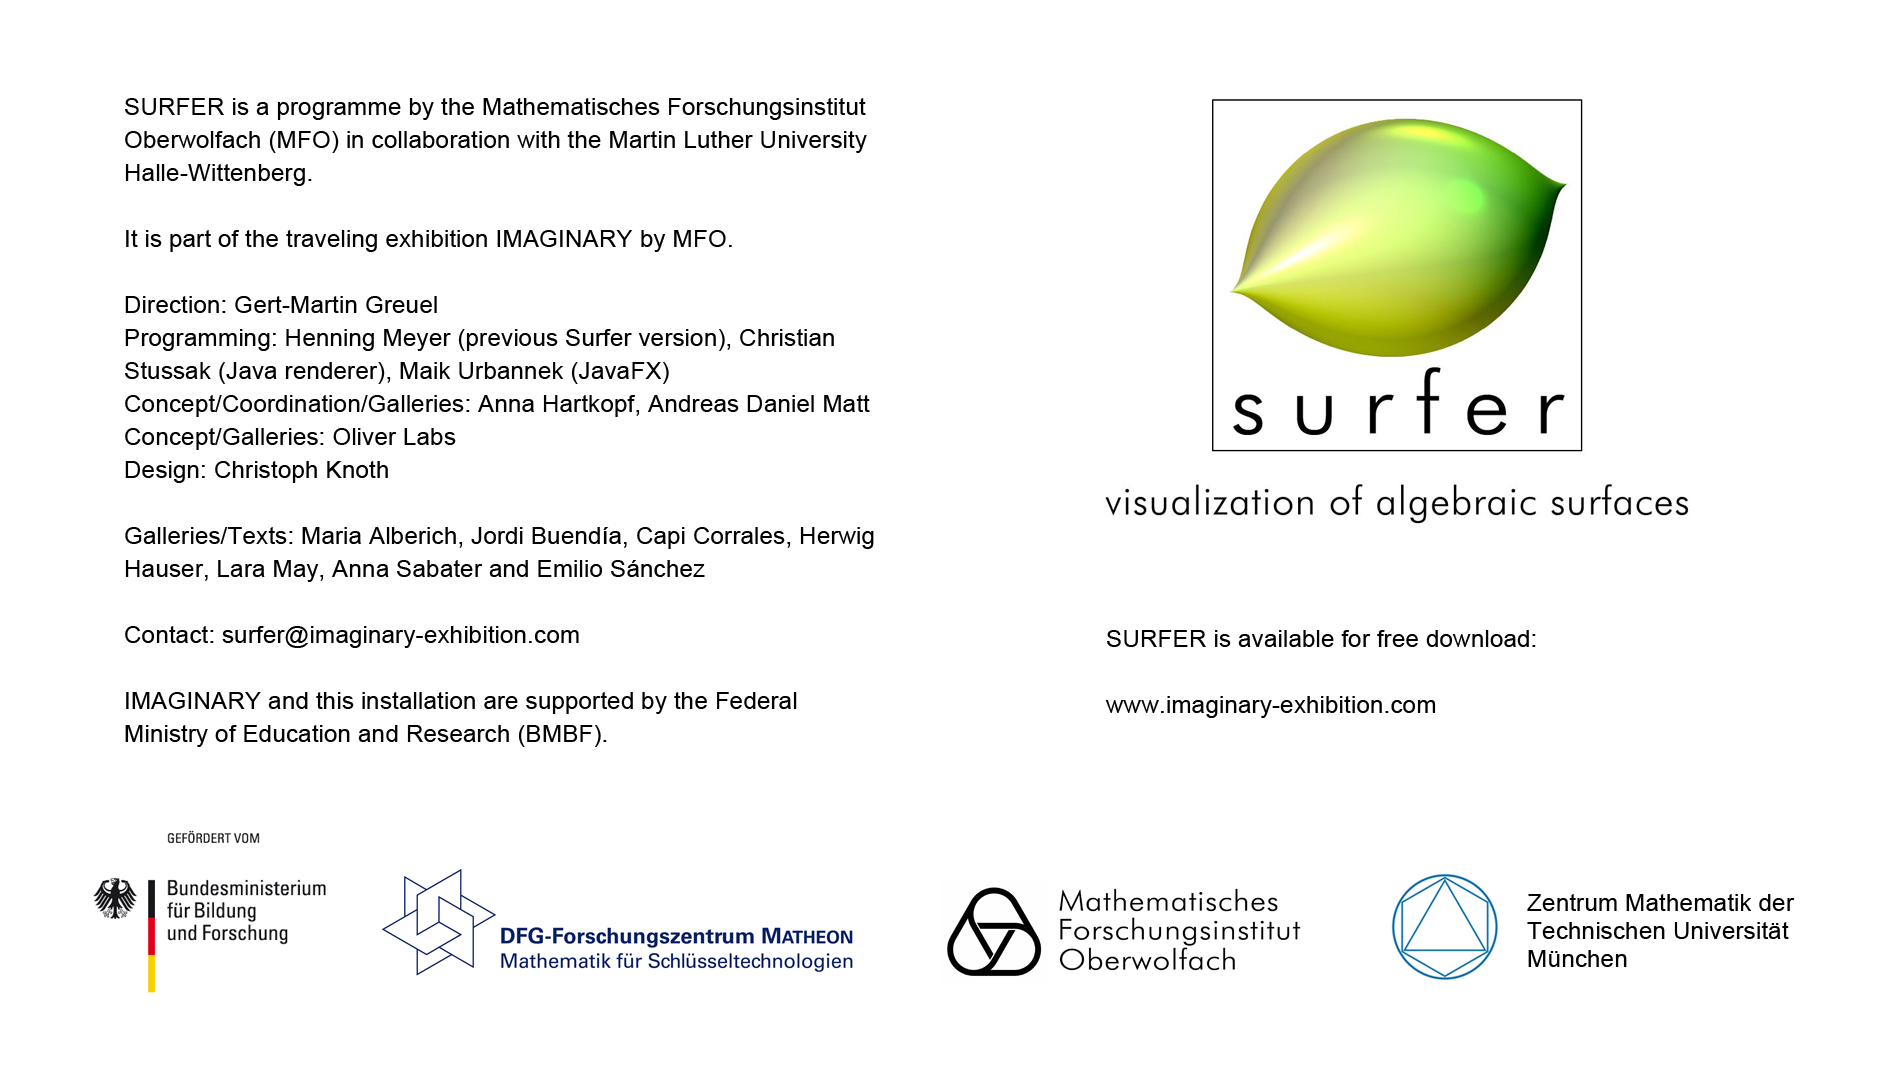 SURFER is a programme by the Mathematisches Forschungsinstitut
Oberwolfach (MFO) in collaboration with the Martin Luther University
Halle-Wittenberg.
It is part of the traveling exhibition IMAGINARY by MFO.
Direction: Gert-Martin Greuel
Programming: Henning Meyer (previous Surfer version), Christian
Stussak (Java renderer), Maik Urbannek (JavaFX)
Concept/Coordination/Galleries: Anna Hartkopf, Andreas Daniel Matt
Concept/Galleries: Oliver Labs
Design: Christoph Knoth
Galleries/Texts: Maria Alberich, Jordi Buendía, Capi Corrales, Herwig
Hauser, Lara May, Anna Sabater and Emilio Sánchez
Contact: surfer@imaginary-exhibition.com
IMAGINARY and this installation are supported by the Federal
Ministry of Education and Research (BMBF).
surfer
visualization of algebraic surfaces
SURFER is available for free download:
www.imaginary-exhibition.com
GEFÖRDERT VOM
Bundesministerium
für Bildung
und Forschung
DFG-Forschungszentrum MATHEON
Mathematik für Schlüsseltechnologien
Mathematisches
Forschungsinstitut
Oberwolfach
Zentrum Mathematik der
Technischen Universität
München